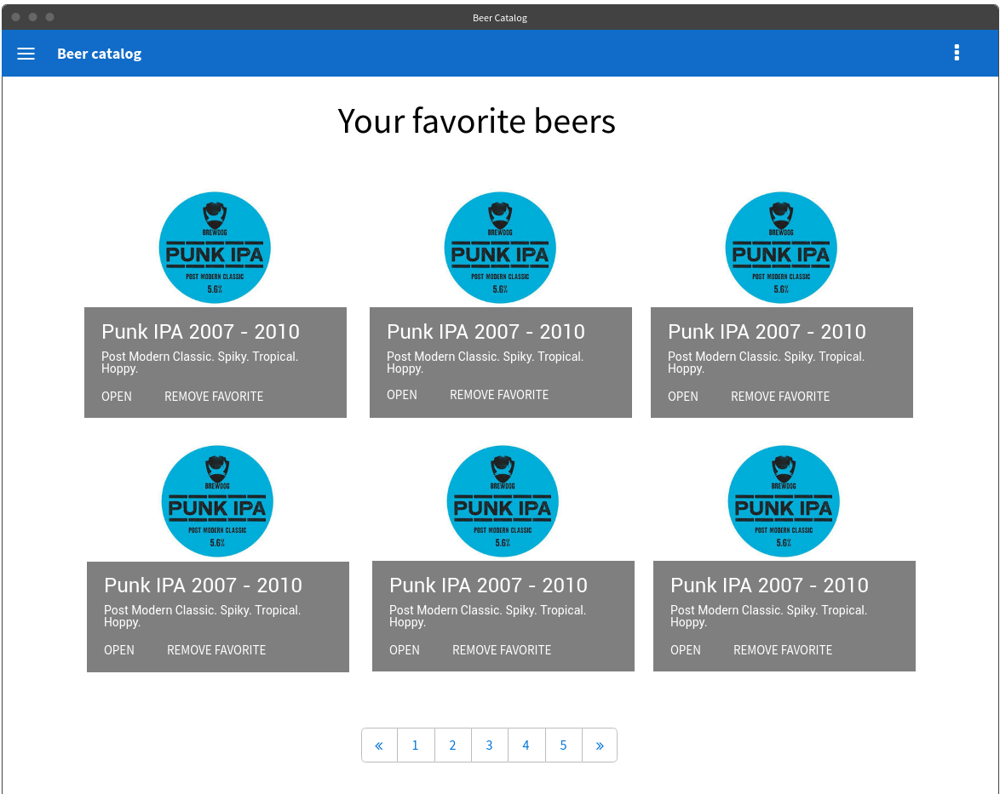 Beer Catalog
Beer catalog
Your favorite beers
BREWDOG
PUNK IPA
POST MODERN CLASSIC
5.6%
Punk IPA 2007 - 2010
Post Modern Classic. Spiky. Tropical.
Hoppy.
OPEN REMOVE FAVORITE
BREWDOG
PUNK IPA
POST MODERN CLASSIC
5.6%
Punk IPA 2007 - 2010
Post Modern Classic. Spiky. Tropical.
Hoppy.
OPEN REMOVE FAVORITE
BREWDOG
PUNK IPA
POST MODERN CLASSIC
5.6%
Punk IPA 2007 - 2010
Post Modern Classic. Spiky. Tropical.
Hoppy.
OPEN REMOVE FAVORITE
BREWDOG
PUNK IPA
POST MODERN CLASSIC
5.6%
Punk IPA 2007 - 2010
Post Modern Classic. Spiky. Tropical.
Hoppy.
OPEN REMOVE FAVORITE
BREWDOG
PUNK IPA
POST MODERN CLASSIC
5.6%
Punk IPA 2007 - 2010
Post Modern Classic. Spiky. Tropical.
Hoppy.
OPEN REMOVE FAVORITE
BREWDOG
PUNK IPA
POST MODERN CLASSIC
5.6%
Punk IPA 2007 - 2010
Post Modern Classic. Spiky. Tropical.
Hoppy.
OPEN REMOVE FAVORITE
« 1 2 3 4 5 »